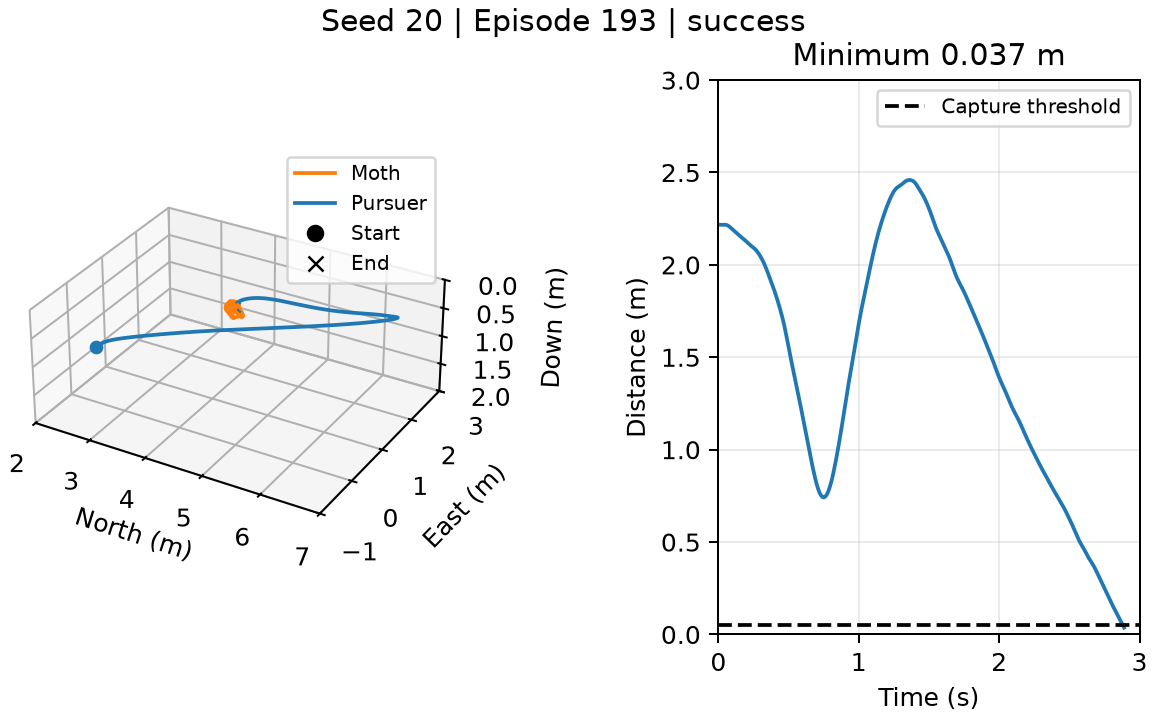 Seed 20 | Episode 193 | success
Moth
Pursuer
Start
End
0.0
0.5
1.0
1.5
2.0
Down (m)
3
2
1
0
−1
East (m)
2
3
4
5
6
7
North (m)
Minimum 0.037 m
Capture threshold
3.0
2.5
2.0
1.5
1.0
0.5
0.0
Distance (m)
0
1
2
3
Time (s)